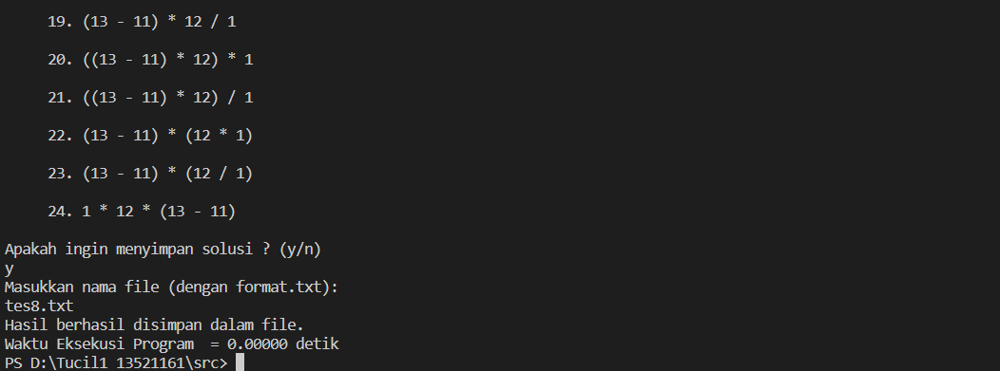 19. (13 - 11) * 12 / 1
20. ((13 - 11) * 12) * 1
21. ((13 - 11) * 12) / 1
22. (13 - 11) * (12 * 1)
23. (13 - 11) * (12 / 1)
24. 1 * 12 * (13 - 11)
Apakah ingin menyimpan solusi ? (y/n)
y
Masukkan nama file (dengan format.txt):
tes8.txt
Hasil berhasil disimpan dalam file.
Waktu Eksekusi Program  = 0.00000 detik
PS D:\Tucil1_13521161\src>